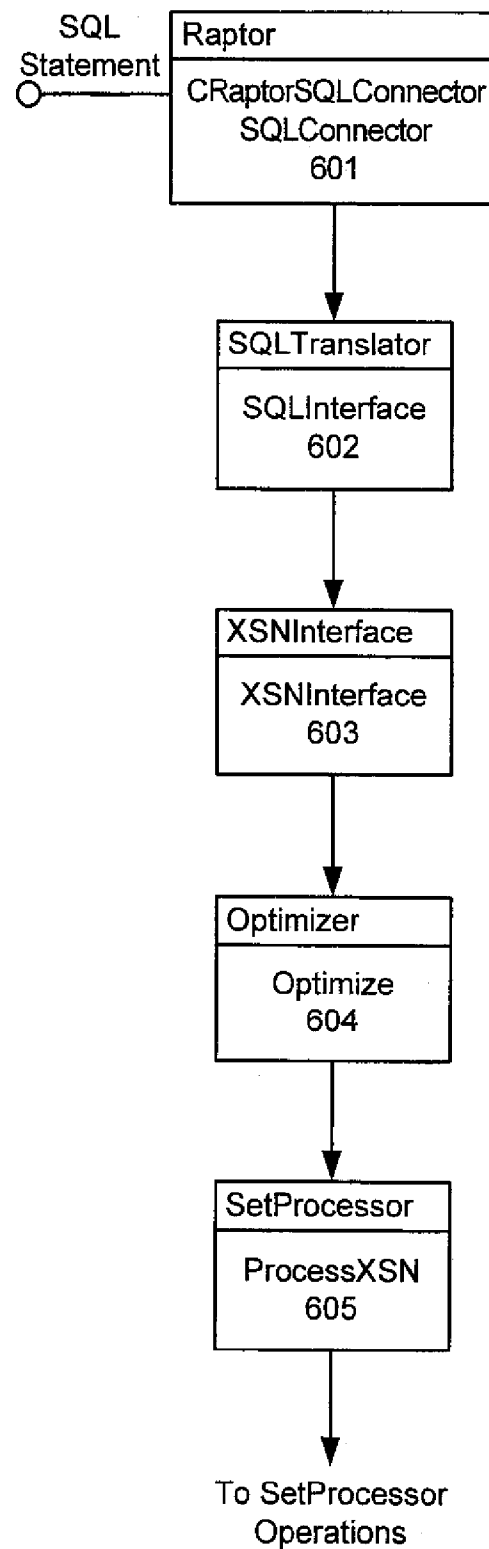 SQL
Statement
Raptor
CRaptorSQLConnector
SQLConnector
601
SQLTranslator
SQLInterface
602
XSNInterface
XSNInterface
603
Optimizer
Optimize
604
SetProcessor
ProcessXSN
605
To SetProcessor
Operations